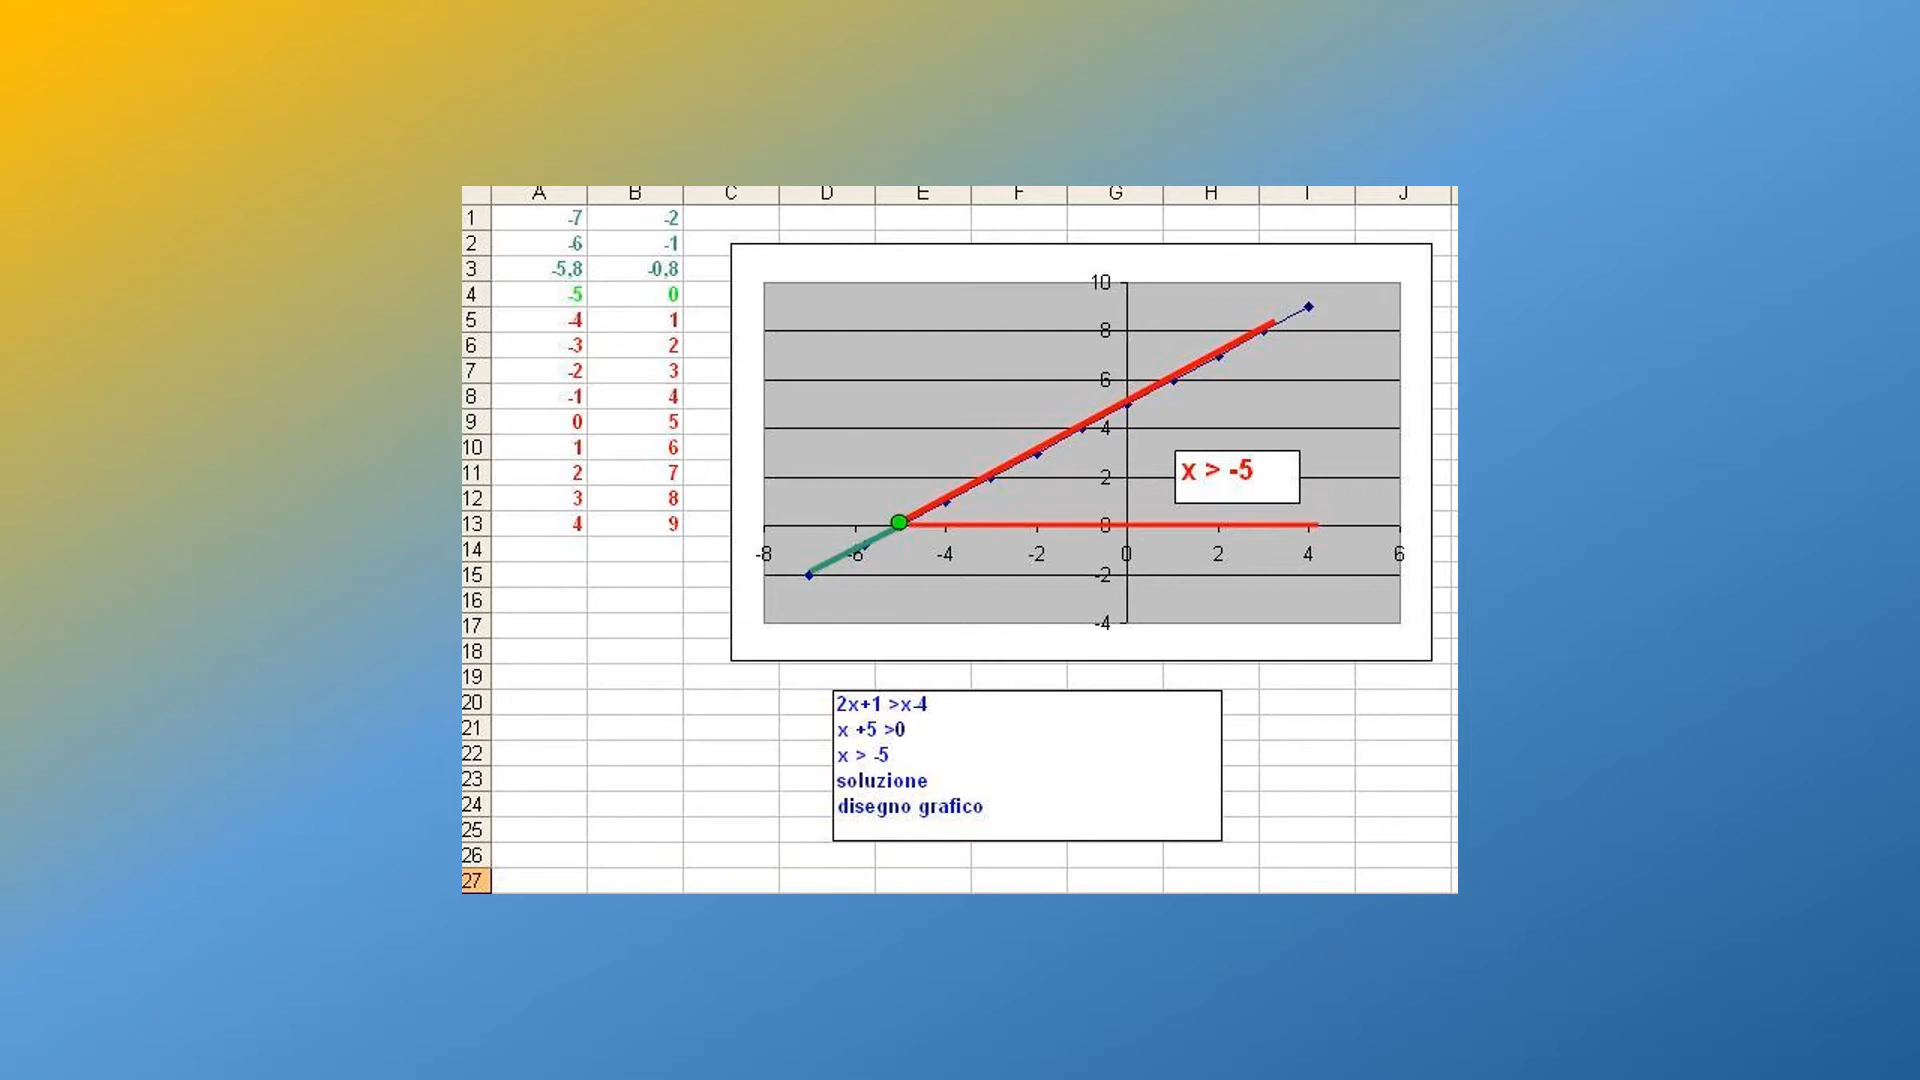 A B C D E F G H I J
1 -7 -2
2 -6 -1
3 -5,8 -0,8
4 -5 0
5 -4 1
6 -3 2
7 -2 3
8 -1 4
9 0 5
10 1 6
11 2 7
12 3 8
13 4 9
14
15
16
17
18
19
20
21
22
23
24
25
26
27
10
8
6
4
2
0
-2
-4
-8 -6 -4 -2 0 2 4 6
x > -5
2x+1 >x-4
x +5 >0
x > -5
soluzione
disegno grafico